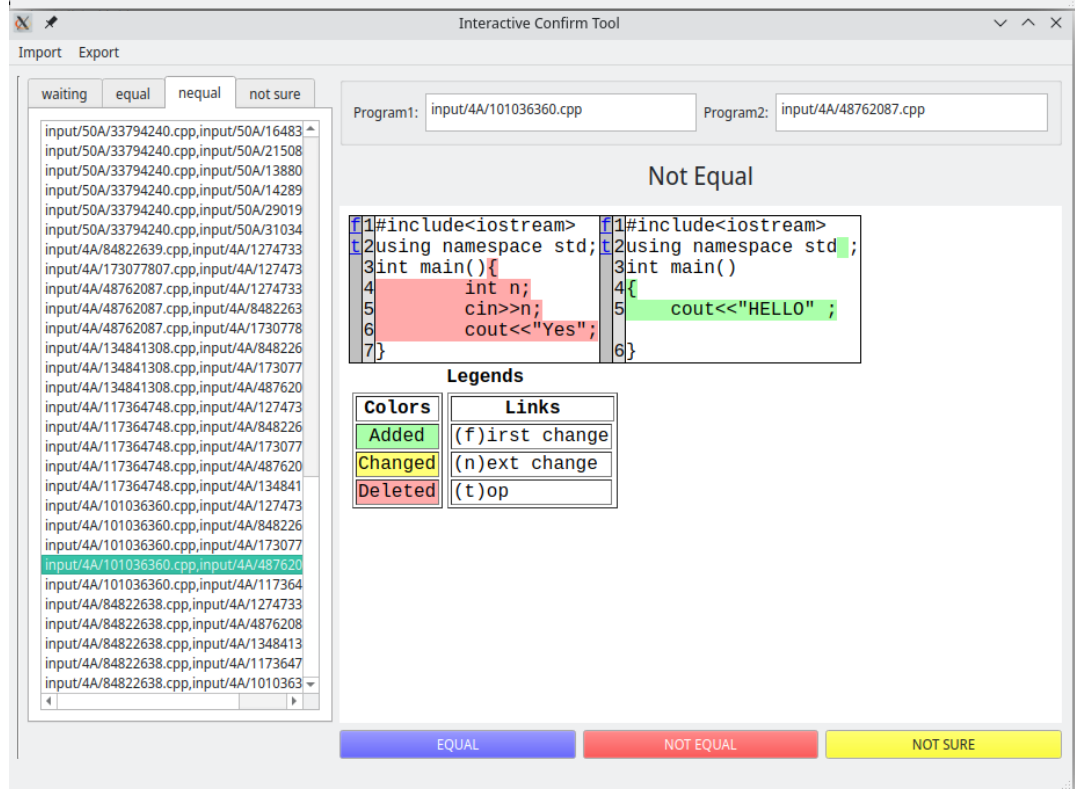 Interactive Confirm Tool
Import Export
waiting equal nequal not sure
input/50A/33794240.cpp,input/50A/16483
input/50A/33794240.cpp,input/50A/21508
input/50A/33794240.cpp,input/50A/13880
input/50A/33794240.cpp,input/50A/14289
input/50A/33794240.cpp,input/50A/29019
input/50A/33794240.cpp,input/50A/31034
input/4A/84822639.cpp,input/4A/1274733
input/4A/173077807.cpp,input/4A/127473
input/4A/48762087.cpp,input/4A/1274733
input/4A/48762087.cpp,input/4A/8482263
input/4A/48762087.cpp,input/4A/1730778
input/4A/134841308.cpp,input/4A/848226
input/4A/134841308.cpp,input/4A/173077
input/4A/134841308.cpp,input/4A/487620
input/4A/117364748.cpp,input/4A/127473
input/4A/117364748.cpp,input/4A/848226
input/4A/117364748.cpp,input/4A/173077
input/4A/117364748.cpp,input/4A/487620
input/4A/117364748.cpp,input/4A/134841
input/4A/101036360.cpp,input/4A/127473
input/4A/101036360.cpp,input/4A/848226
input/4A/101036360.cpp,input/4A/173077
input/4A/101036360.cpp,input/4A/487620
input/4A/101036360.cpp,input/4A/117364
input/4A/84822638.cpp,input/4A/1274733
input/4A/84822638.cpp,input/4A/4876208
input/4A/84822638.cpp,input/4A/1348413
input/4A/84822638.cpp,input/4A/1173647
input/4A/84822638.cpp,input/4A/1010363
Program1: input/4A/101036360.cpp Program2: input/4A/48762087.cpp
Not Equal
f 1 #include<iostream> f 1 #include<iostream>
t 2 using namespace std; t 2 using namespace std ;
3 int main(){ 3 int main()
4 int n; 4 {
5 cin>>n; 5 cout<<"HELLO" ;
6 cout<<"Yes";
7 } 6 }
Legends
Colors Links
Added (f)irst change
Changed (n)ext change
Deleted (t)op
EQUAL NOT EQUAL NOT SURE